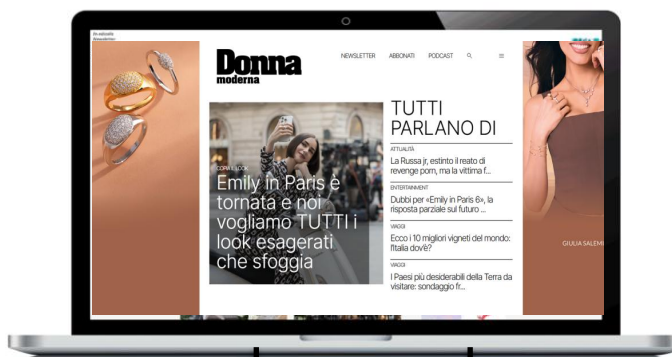 Donna
moderna
NEWSLETTER ABBONATI PODCAST
COPIA IL LOOK
Emily in Paris è
tornata e noi
vogliamo TUTTI i
look esagerati
che sfoggia
TUTTI
PARLANO DI
ATTUALITÀ
La Russa jr, estinto il reato di
revenge porn, ma la vittima f...
ENTERTAINMENT
Dubbi per «Emily in Paris 6», la
risposta parziale sul futuro ...
VIAGGI
Ecco i 10 migliori vigneti del mondo:
l'Italia dov'è?
VIAGGI
I Paesi più desiderabili della Terra da
visitare: sondaggio fr...
GIULIA SALEMI